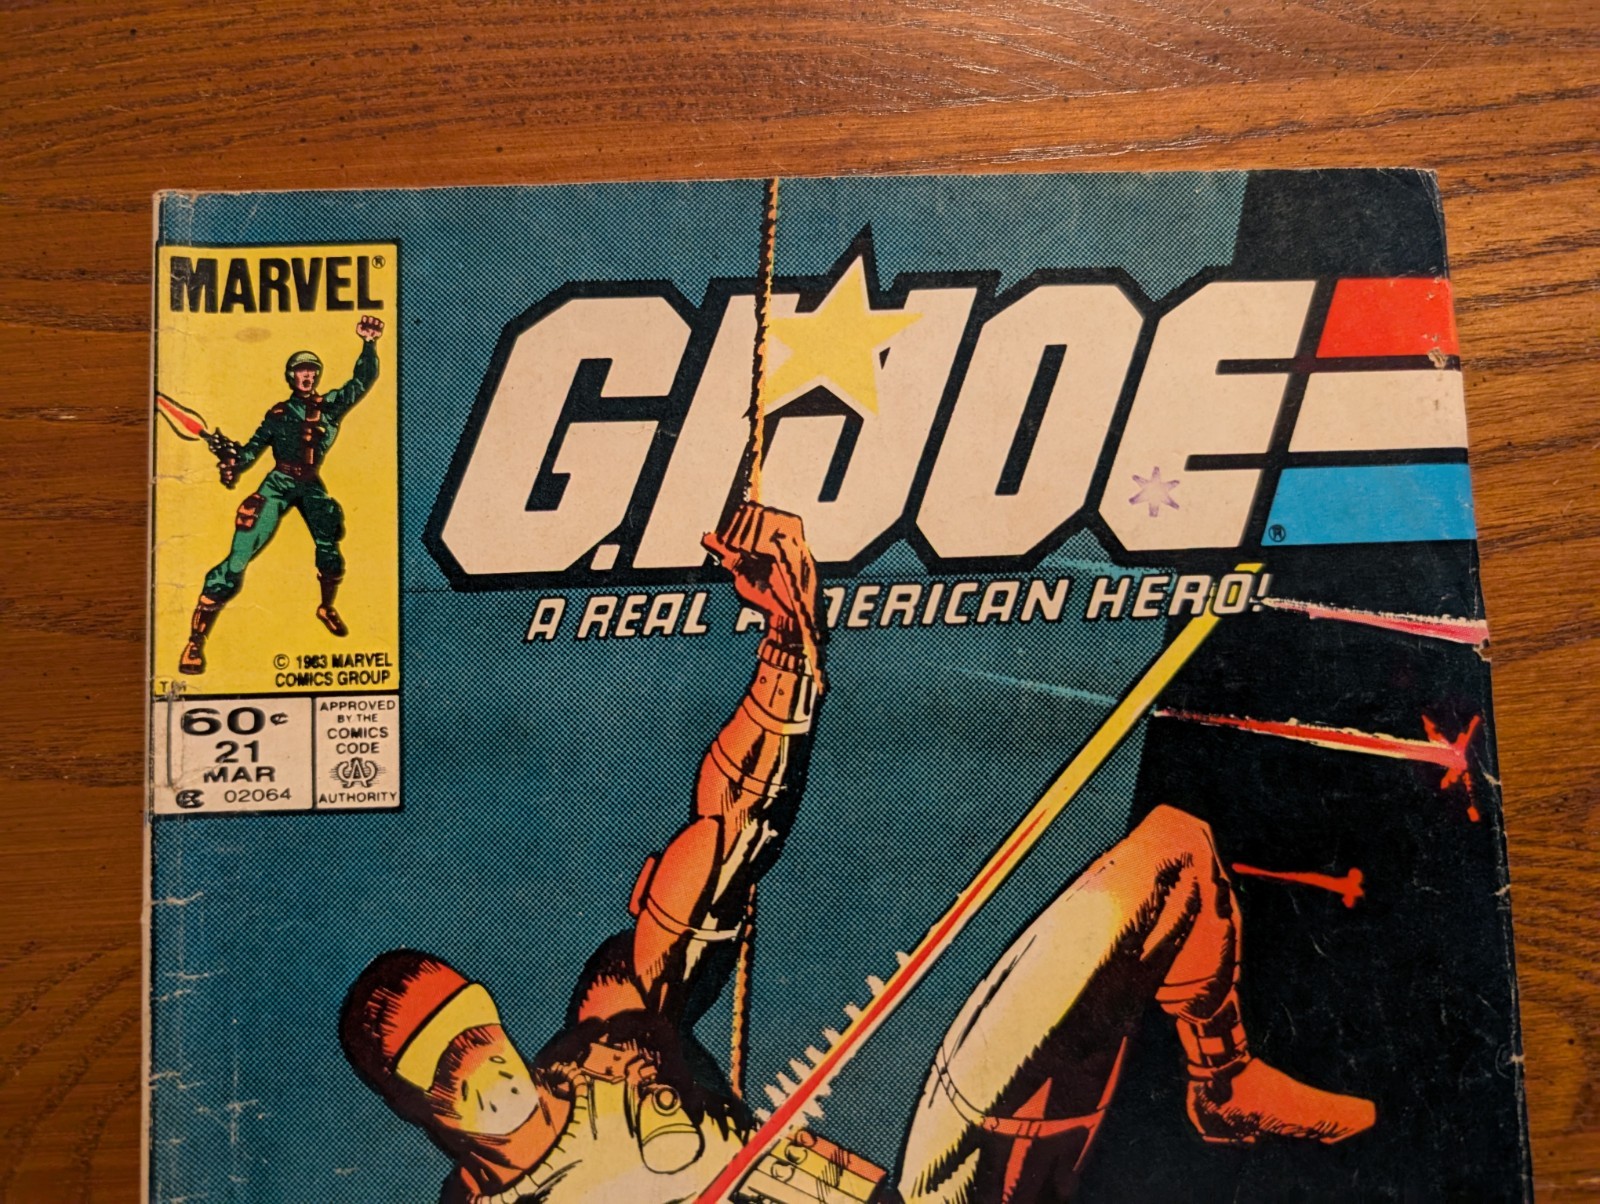 MARVEL®
G.I. JOE
®
A REAL AMERICAN HERO!
© 1983 MARVEL
COMICS GROUP
TM
60¢
21
MAR
02064
APPROVED
BY THE
COMICS
CODE
AUTHORITY